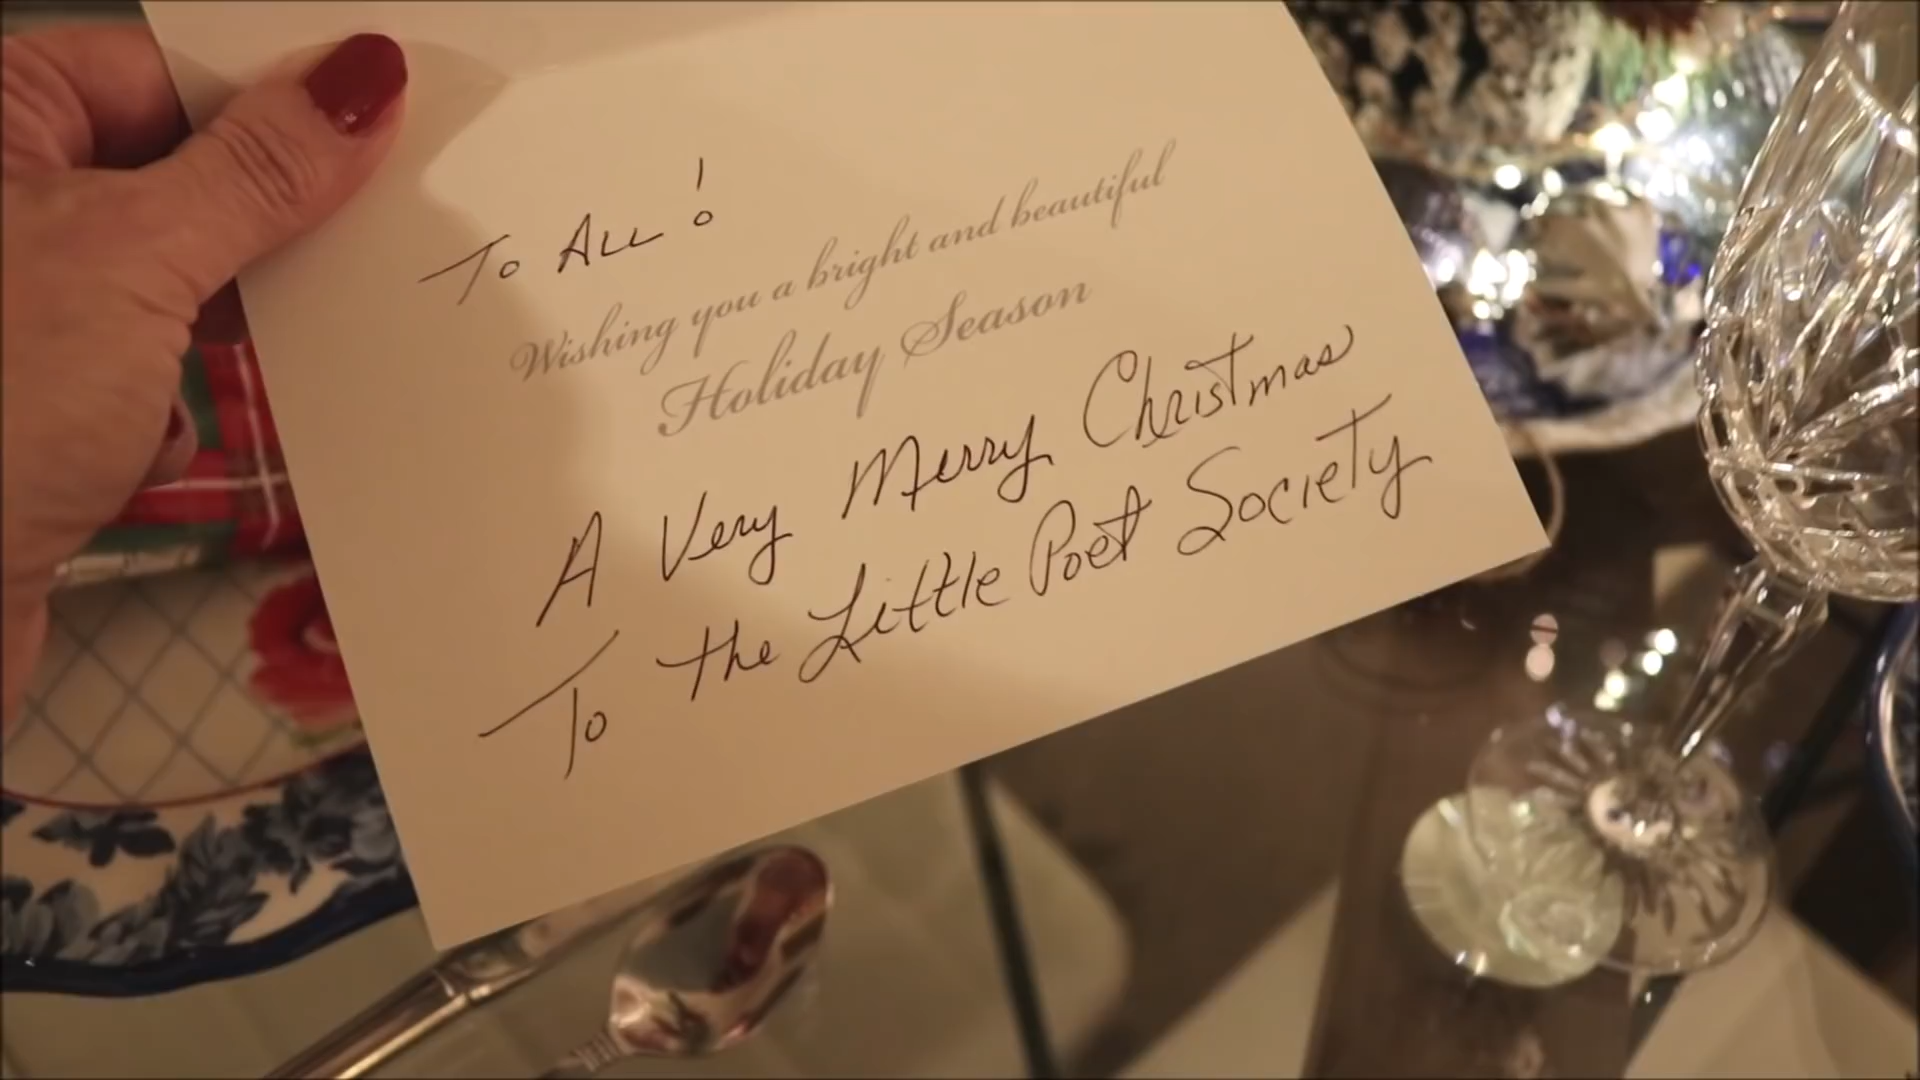 To All!
Wishing you a bright and beautiful
Holiday Season
A Very Merry Christmas
To the Little Poet Society